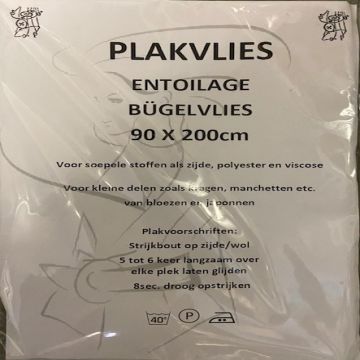 PLAKVLIES
ENTOILAGE
BÜGELVLIES
90 X 200cm
Voor soepele stoffen als zijde, polyester en viscose
Voor kleine delen zoals kragen, manchetten etc.
van bloezen en japonnen
Plakvoorschriften:
Strijkbout op zijde/wol
5 tot 6 keer langzaam over
elke plek laten glijden
8sec. droog opstrijken
40° P